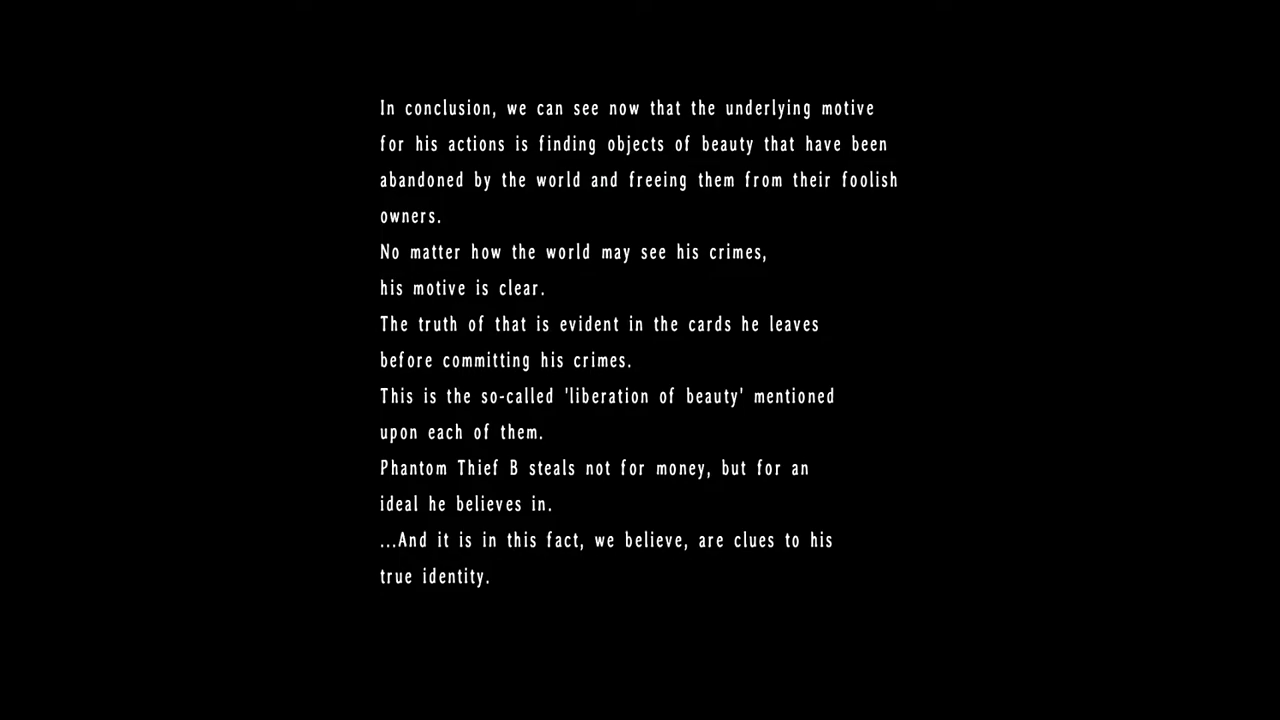 In conclusion, we can see now that the underlying motive
for his actions is finding objects of beauty that have been
abandoned by the world and freeing them from their foolish
owners.
No matter how the world may see his crimes,
his motive is clear.
The truth of that is evident in the cards he leaves
before committing his crimes.
This is the so-called 'liberation of beauty' mentioned
upon each of them.
Phantom Thief B steals not for money, but for an
ideal he believes in.
...And it is in this fact, we believe, are clues to his
true identity.